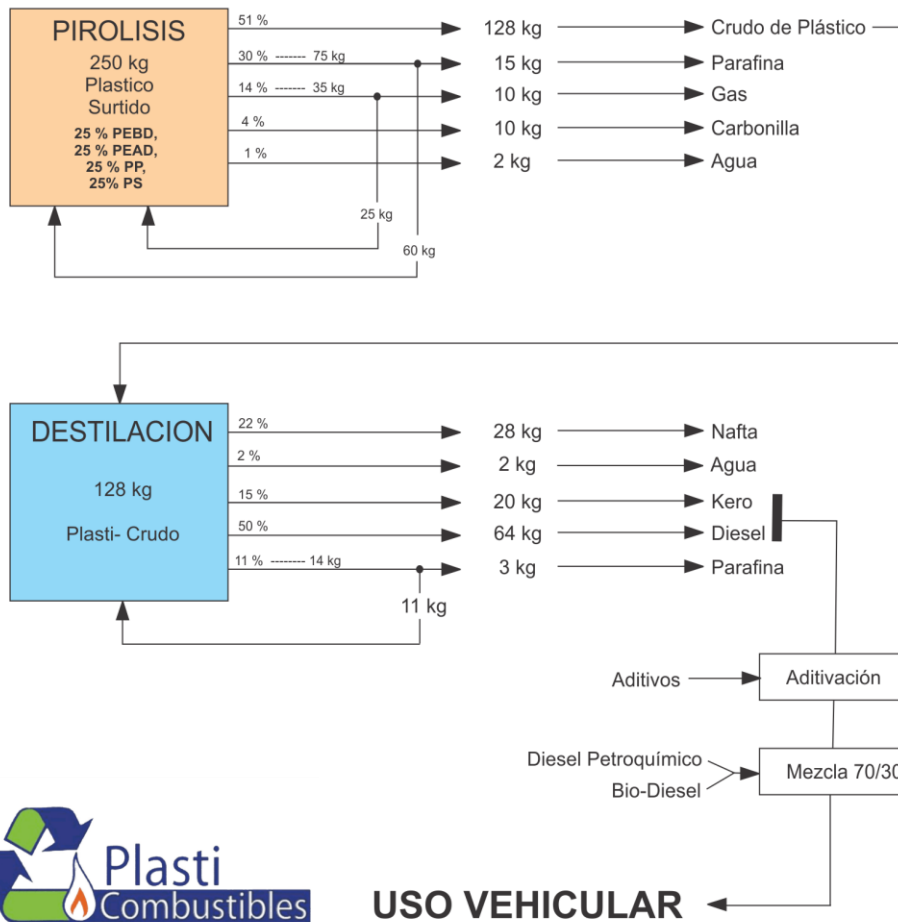 PIROLISIS
250 kg
Plastico
Surtido
25 % PEBD,
25 % PEAD,
25 % PP,
25% PS
51 %
128 kg
Crudo de Plástico
30 % ------- 75 kg
15 kg
Parafina
14 % ------- 35 kg
10 kg
Gas
4 %
10 kg
Carbonilla
1 %
2 kg
Agua
25 kg
60 kg
DESTILACION
128 kg
Plasti- Crudo
22 %
28 kg
Nafta
2 %
2 kg
Agua
15 %
20 kg
Kero
50 %
64 kg
Diesel
11 % -------- 14 kg
3 kg
Parafina
11 kg
Aditivos
Aditivación
Diesel Petroquímico
Bio-Diesel
Mezcla 70/30
Plasti
Combustibles
USO VEHICULAR